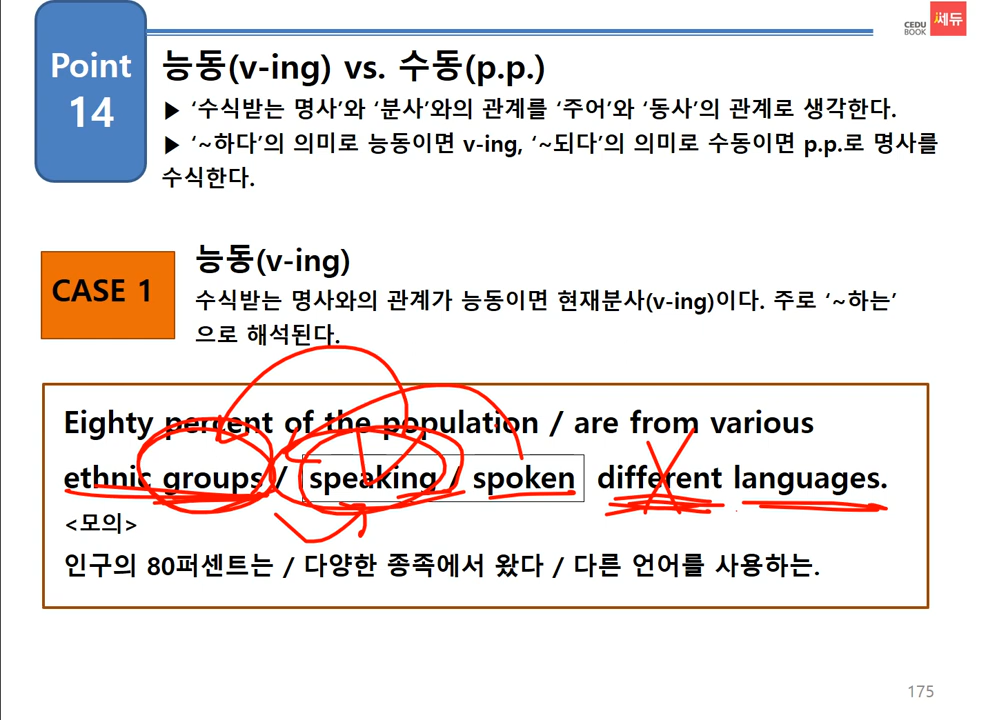 CEDU
BOOK
쎄듀
Point
14
능동(v-ing) vs. 수동(p.p.)
▶ ‘수식받는 명사’와 ‘분사’와의 관계를 ‘주어’와 ‘동사’의 관계로 생각한다.
▶ ‘~하다’의 의미로 능동이면 v-ing, ‘~되다’의 의미로 수동이면 p.p.로 명사를
수식한다.
CASE 1
능동(v-ing)
수식받는 명사와의 관계가 능동이면 현재분사(v-ing)이다. 주로 ‘~하는’
으로 해석된다.
Eighty percent of the population / are from various
ethnic groups / speaking / spoken different languages.
<모의>
인구의 80퍼센트는 / 다양한 종족에서 왔다 / 다른 언어를 사용하는.
175